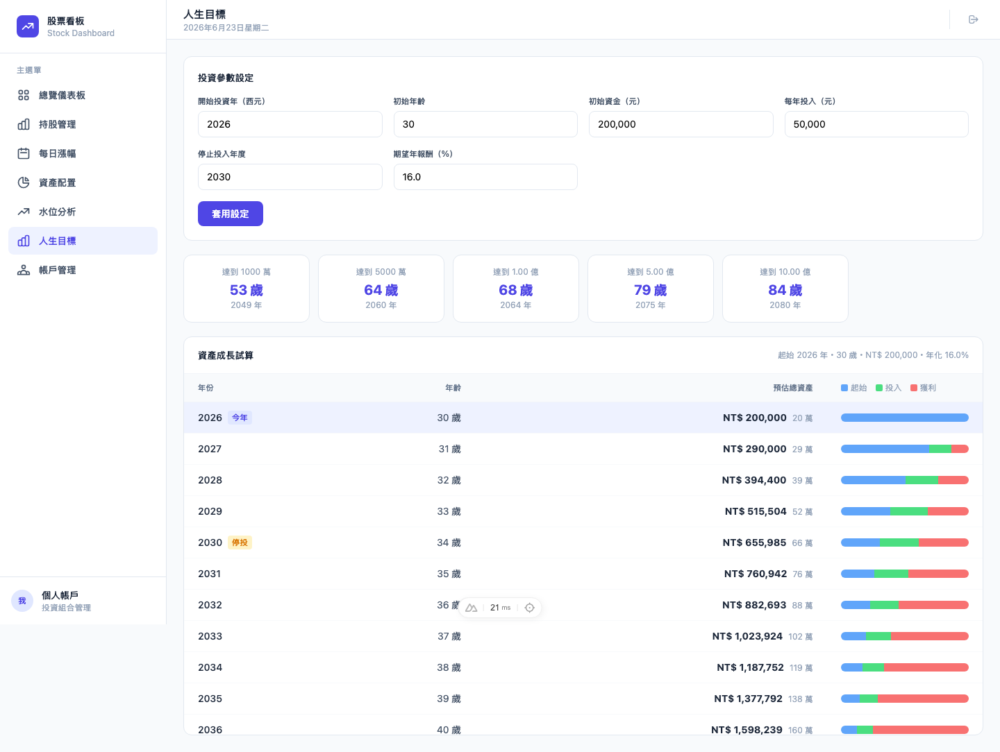 股票看板
Stock Dashboard
主選單
總覽儀表板
持股管理
每日漲幅
資產配置
水位分析
人生目標
帳戶管理
我
個人帳戶
投資組合管理
人生目標
2026年6月23日星期二
投資參數設定
開始投資年（西元） 初始年齡 初始資金（元） 每年投入（元）
2026 30 200,000 50,000
停止投入年度 期望年報酬（%）
2030 16.0
套用設定
達到 1000 萬
53 歲
2049 年
達到 5000 萬
64 歲
2060 年
達到 1.00 億
68 歲
2064 年
達到 5.00 億
79 歲
2075 年
達到 10.00 億
84 歲
2080 年
資產成長試算 起始 2026 年・30 歲・NT$ 200,000・年化 16.0%
年份 年齡 預估總資產 起始 投入 獲利
2026 今年 30 歲 NT$ 200,000 20 萬
2027 31 歲 NT$ 290,000 29 萬
2028 32 歲 NT$ 394,400 39 萬
2029 33 歲 NT$ 515,504 52 萬
2030 停投 34 歲 NT$ 655,985 66 萬
2031 35 歲 NT$ 760,942 76 萬
2032 36 歲 NT$ 882,693 88 萬
21 ms
2033 37 歲 NT$ 1,023,924 102 萬
2034 38 歲 NT$ 1,187,752 119 萬
2035 39 歲 NT$ 1,377,792 138 萬
2036 40 歲 NT$ 1,598,239 160 萬